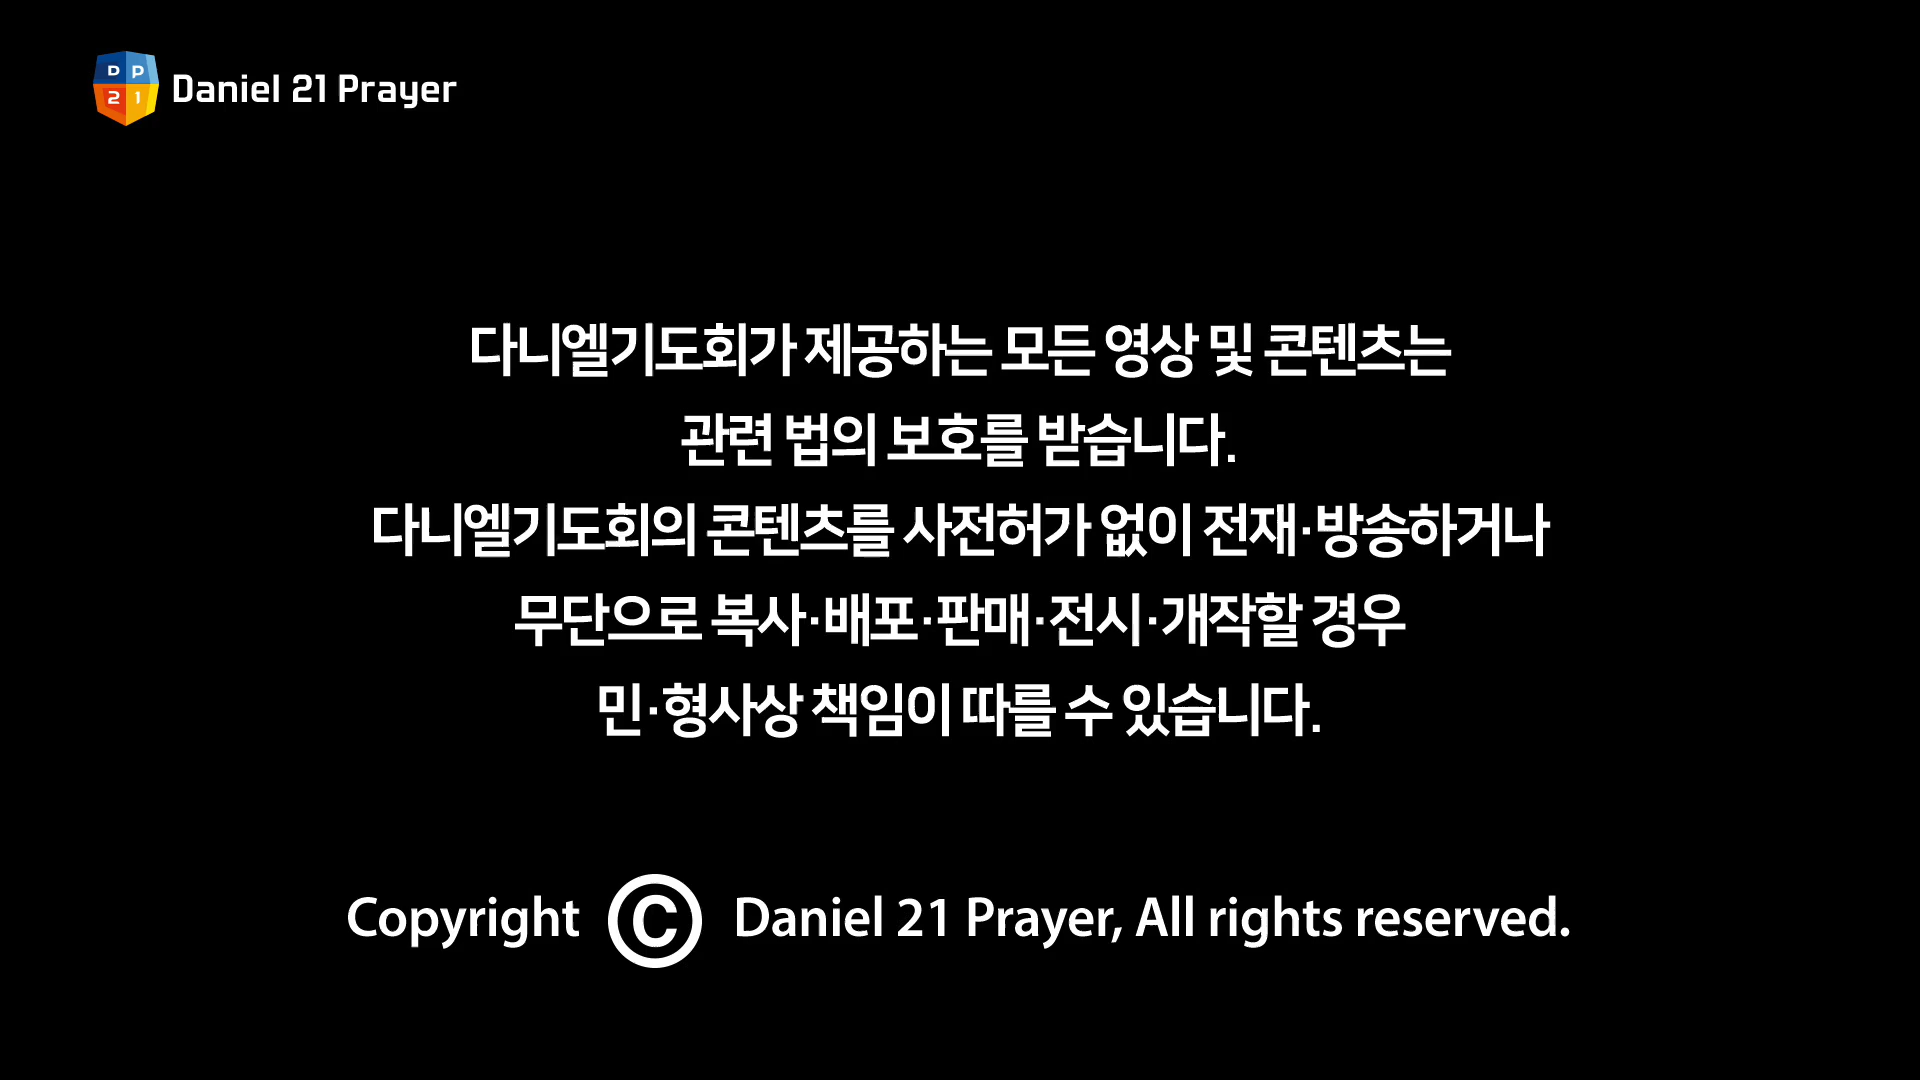 DP
21
Daniel 21 Prayer
다니엘기도회가 제공하는 모든 영상 및 콘텐츠는
관련 법의 보호를 받습니다.
다니엘기도회의 콘텐츠를 사전허가 없이 전재·방송하거나
무단으로 복사·배포·판매·전시·개작할 경우
민·형사상 책임이 따를 수 있습니다.
Copyright © Daniel 21 Prayer, All rights reserved.